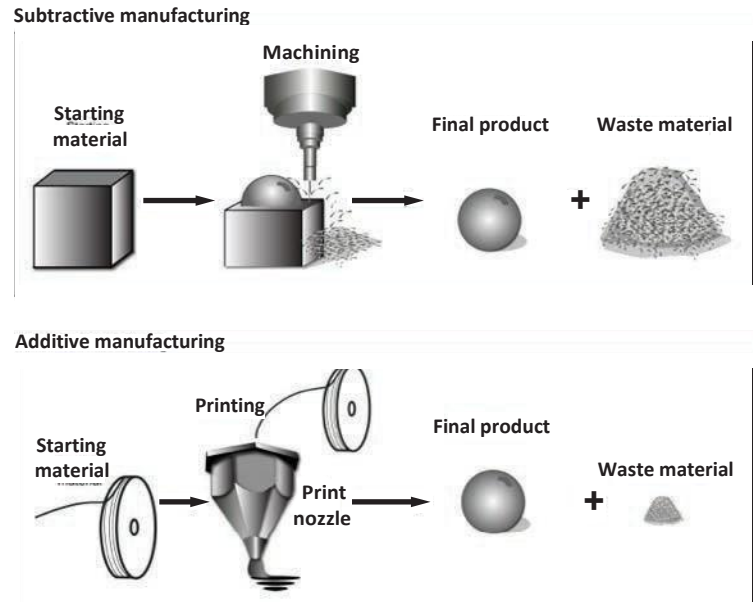 Subtractive manufacturing
Machining
Starting
material
Final product
Waste material
+
Additive manufacturing
Printing
Starting
material
Print
nozzle
Final product
Waste material
+